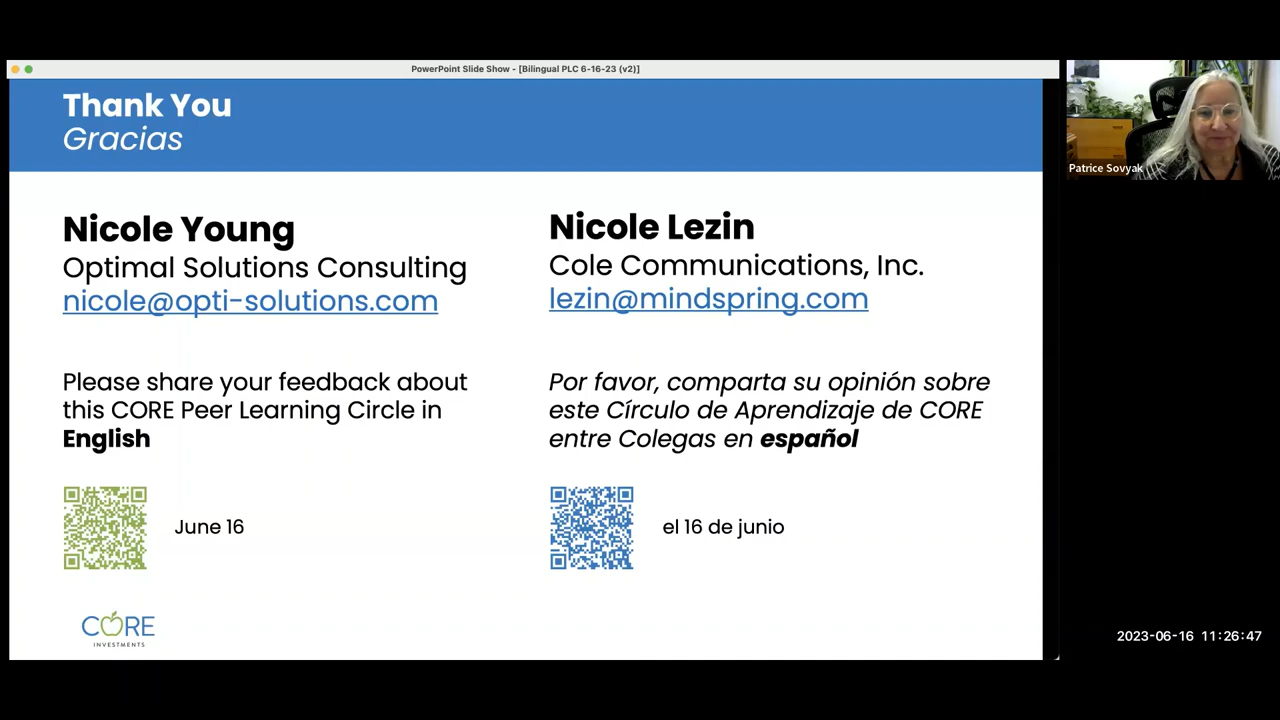 PowerPoint Slide Show - [Bilingual PLC 6-16-23 (v2)]
Thank You
Gracias
Nicole Young
Optimal Solutions Consulting
nicole@opti-solutions.com
Nicole Lezin
Cole Communications, Inc.
lezin@mindspring.com
Please share your feedback about
this CORE Peer Learning Circle in
English
Por favor, comparta su opinión sobre
este Círculo de Aprendizaje de CORE
entre Colegas en español
June 16
el 16 de junio
CORE
INVESTMENTS
Patrice Sovyak
2023-06-16 11:26:47